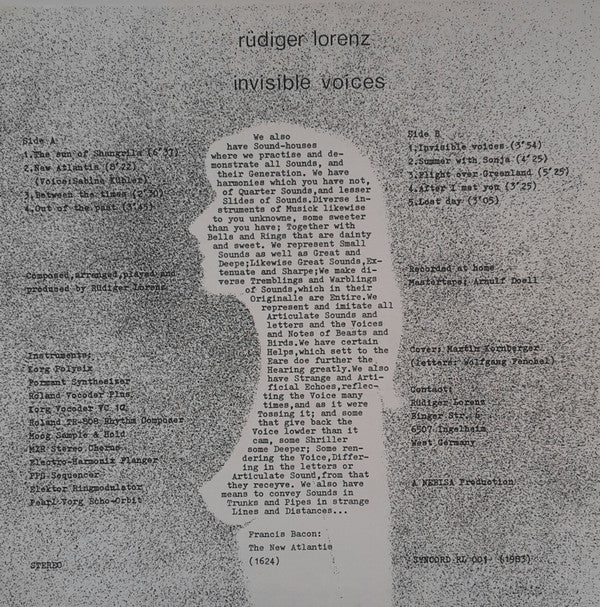 rüdiger lorenz
invisible voices
Side A
1.The sun of Shangrila (6'37)
2.New Atlantis (8'22)
(Voice:Sabine Kühler)
3.Between the times (2'30)
4.Out of the past (3'45)
Composed,arranged,played and
produced by Rüdiger Lorenz
Instruments:
Korg Polysix
Formant Synthesiser
Roland Vocoder Plus
Korg Vocoder VC 10
Roland TR-808 Rhythm Composer
Moog Sample & Hold
MXR Stereo Chorus
Electro-Harmonix Flanger
PPG Sequencer
Elektor Ringmodulator
Pearl Vorg Echo-Orbit
STEREO
We also
have Sound-houses
where we practise and de-
monstrate all Sounds, and
their Generation. We have
harmonies which you have not,
of Quarter Sounds,and lesser
Slides of Sounds.Diverse in-
struments of Musick likewise
to you unknowne, some sweeter
than you have; Together with
Bells and Rings that are dainty
and sweet. We represent Small
Sounds as well as Great and
Deepe;Likewise Great Sounds,Ex-
tenuate and Sharpe;We make di-
verse Tremblings and Warblings
of Sounds,which in their
Originalle are Entire.We
represent and imitate all
Articulate Sounds and
letters and the Voices
and Notes of Beasts and
Birds.We have certain
Helps,which sett to the
Eare doe further the
Hearing greatly.We also
have Strange and Arti-
ficial Echoes,reflec-
ting the Voice many
times,and as it were
Tossing it; and some
that give back the
Voice lowder than it
cam, some Shriller
some Deeper; Some ren-
dering the Voice,Differ-
ing in the letters or
Articulate Sound,from that
they receyve. We also have
means to convey Sounds in
Trunks and Pipes in strange
Lines and Distances...
Francis Bacon:
The New Atlantis
(1624)
Side B
1.Invisible voices (3'54)
2.Summer with Sonja (4'25)
3.Flight over Greenland (5'25)
4.After I met you (3'25)
5.Lost day (3'05)
Recorded at home
Mastertape: Arnulf Doell
Cover: Martin Kornberger
(letters: Wolfgang Fenchel)
Contact:
Rüdiger Lorenz
Binger Str. 6
6507 Ingelheim
West Germany
A NEBLSA Production
SYNCORD RL 001 (1983)